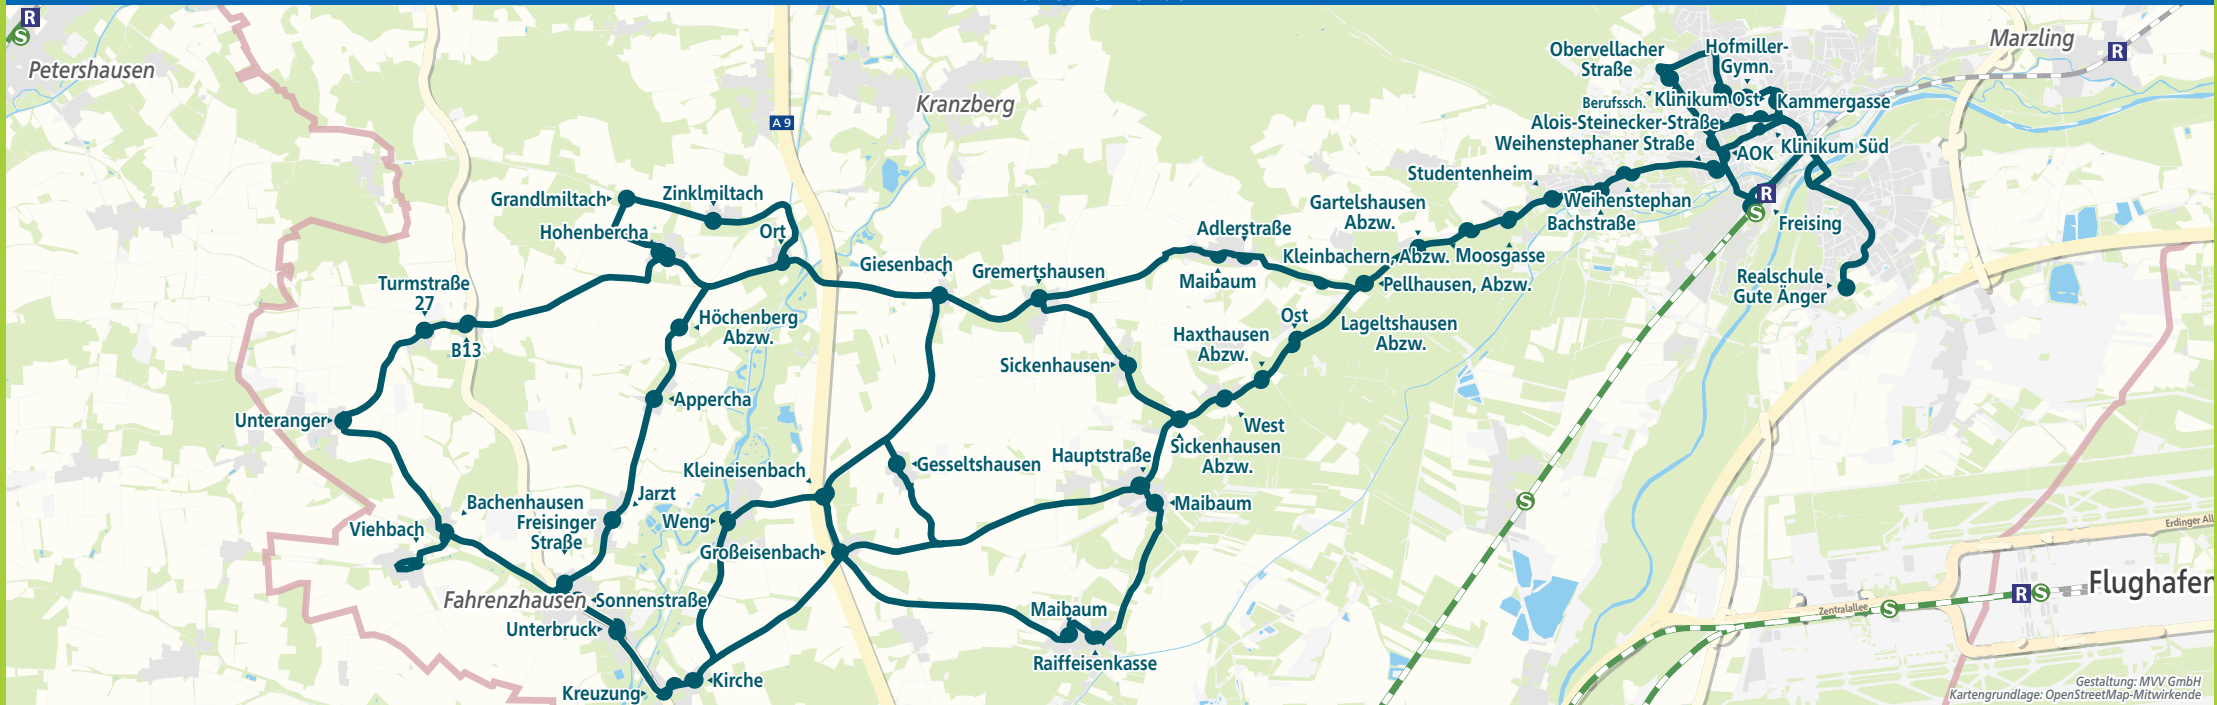 R
S
Petershausen
Kranzberg
A 9
Marzling
R
Obervellacher
Straße
Hofmiller-
Gymn.
Berufssch.
Klinikum Ost
Kammergasse
Alois-Steinecker-Straße
Weihenstephaner Straße
AOK
Klinikum Süd
Studentenheim
Weihenstephan
Bachstraße
R
S
Freising
Realschule
Gute Änger
Grandlmiltach
Zinklmiltach
Hohenbercha
Ort
Turmstraße
27
B13
Giesenbach
Gremertshausen
Adlerstraße
Maibaum
Gartelshausen
Abzw.
Kleinbachern, Abzw.
Moosgasse
Pellhausen, Abzw.
Höchenberg
Abzw.
Sickenhausen
Haxthausen
Abzw.
Ost
Lageltshausen
Abzw.
Appercha
Unteranger
West
Sickenhausen
Abzw.
Hauptstraße
Kleineisenbach
Gesseltshausen
Maibaum
Bachenhausen
Freisinger
Straße
Jarzt
Weng
Viehbach
Großeisenbach
S
Erdinger All
Fahrenzhausen
Sonnenstraße
Unterbruck
Maibaum
Raiffeisenkasse
Kreuzung
Kirche
Zentralallee
S
R
S
Flughafen
Gestaltung: MVV GmbH
Kartengrundlage: OpenStreetMap-Mitwirkende